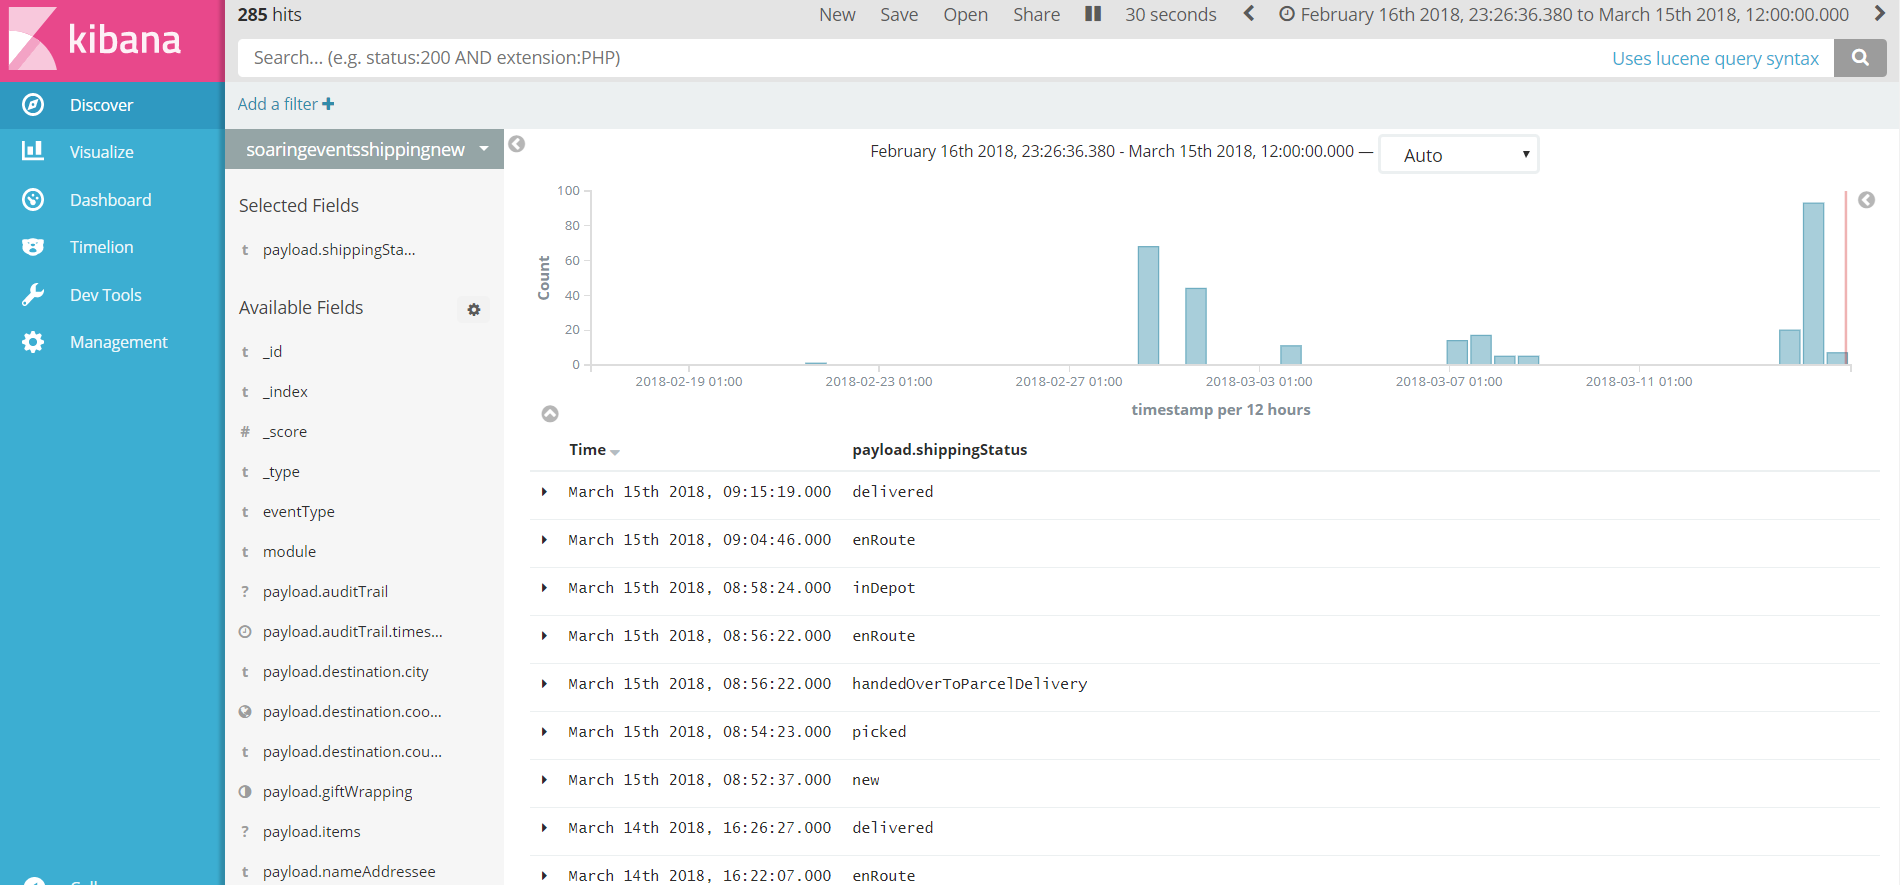 kibana
285 hits
New Save Open Share 30 seconds February 16th 2018, 23:26:36.380 to March 15th 2018, 12:00:00.000
Search... (e.g. status:200 AND extension:PHP)
Uses lucene query syntax
Add a filter +
Discover
Visualize
Dashboard
Timelion
Dev Tools
Management
soaringeventsshippingnew
Selected Fields
t payload.shippingSta...
Available Fields
t _id
t _index
# _score
t _type
t eventType
t module
? payload.auditTrail
payload.auditTrail.times...
t payload.destination.city
payload.destination.coo...
t payload.destination.cou...
payload.giftWrapping
? payload.items
t payload.nameAddressee
February 16th 2018, 23:26:36.380 - March 15th 2018, 12:00:00.000 —
Auto
Count
100
80
60
40
20
0
2018-02-19 01:00
2018-02-23 01:00
2018-02-27 01:00
2018-03-03 01:00
2018-03-07 01:00
2018-03-11 01:00
timestamp per 12 hours
Time payload.shippingStatus
March 15th 2018, 09:15:19.000 delivered
March 15th 2018, 09:04:46.000 enRoute
March 15th 2018, 08:58:24.000 inDepot
March 15th 2018, 08:56:22.000 enRoute
March 15th 2018, 08:56:22.000 handedOverToParcelDelivery
March 15th 2018, 08:54:23.000 picked
March 15th 2018, 08:52:37.000 new
March 14th 2018, 16:26:27.000 delivered
March 14th 2018, 16:22:07.000 enRoute